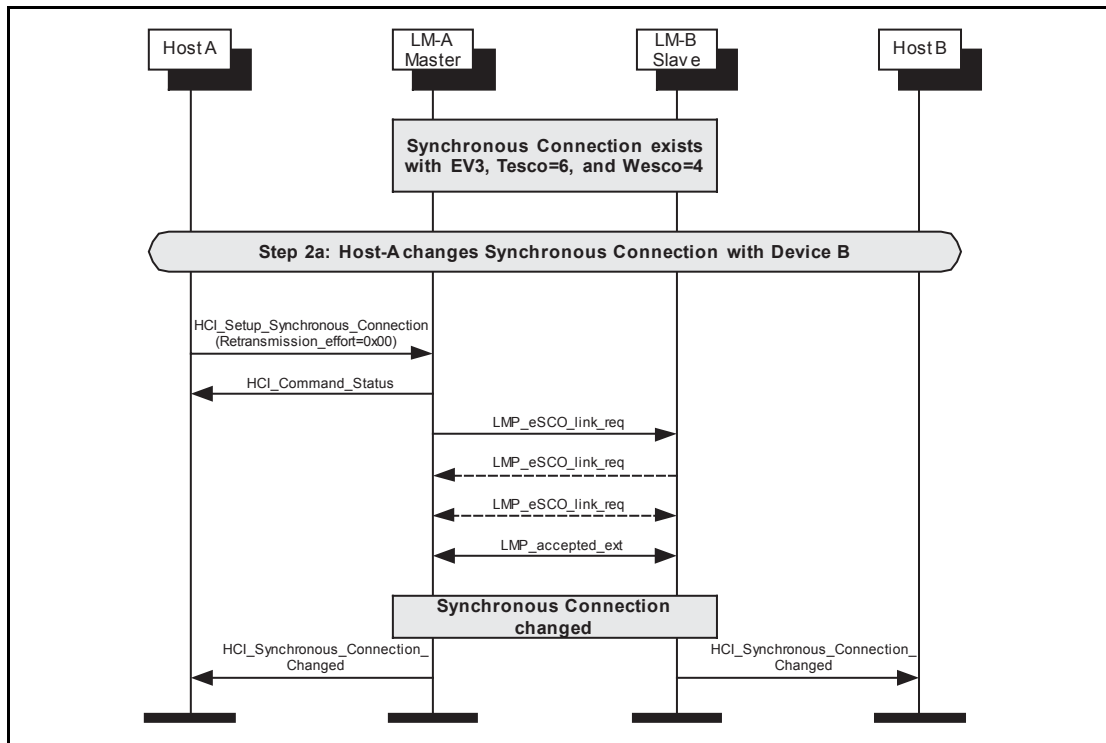 Host A
LM-A
Master
LM-B
Slave
Host B
Synchronous Connection exists
with EV3, Tesco=6, and Wesco=4
Step 2a: Host-A changes Synchronous Connection with Device B
HCI_Setup_Synchronous_Connection
(Retransmission_effort=0x00)
HCI_Command_Status
LMP_eSCO_link_req
LMP_eSCO_link_req
LMP_eSCO_link_req
LMP_accepted_ext
Synchronous Connection
changed
HCI_Synchronous_Connection_
Changed
HCI_Synchronous_Connection_
Changed